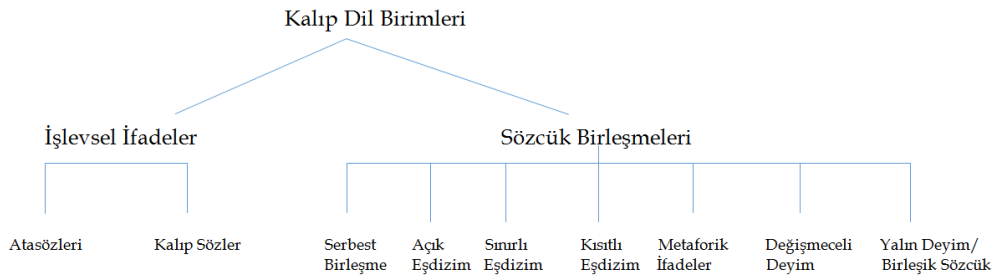 Kalıp Dil Birimleri
İşlevsel İfadeler
Sözcük Birleşmeleri
Atasözleri
Kalıp Sözler
Serbest
Birleşme
Açık
Eşdizim
Sınırlı
Eşdizim
Kısıtlı
Eşdizim
Metaforik
İfadeler
Değişmeceli
Deyim
Yalın Deyim/
Birleşik Sözcük